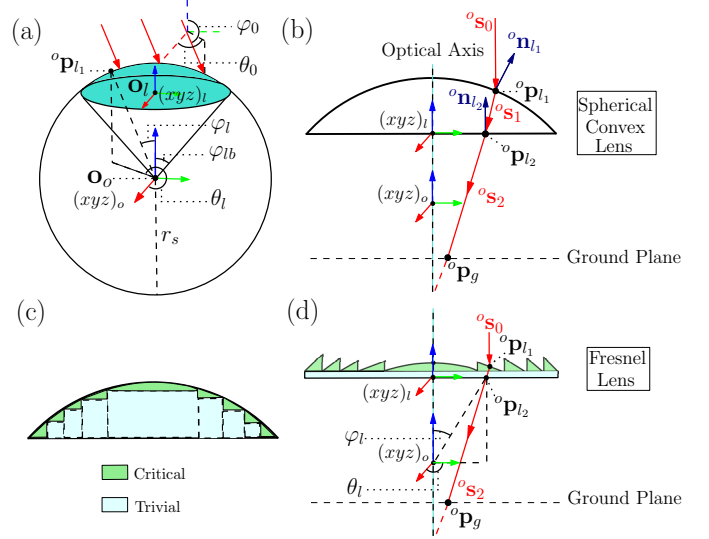 (a)
φ₀
θ₀
ᵒp_l₁
o_l
(xyz)_l
φ_l
φ_lb
o_o
(xyz)_o
θ_l
r_s
(b)
ᵒs₀
ᵒn_l₁
Optical Axis
ᵒp_l₁
ᵒn_l₂
ᵒs₁
(xyz)_l
ᵒp_l₂
Spherical
Convex
Lens
(xyz)_o
ᵒs₂
Ground Plane
ᵒp_g
(c)
Critical
Trivial
(d)
ᵒs₀
ᵒp_l₁
Fresnel
Lens
(xyz)_l
ᵒp_l₂
φ_l
(xyz)_o
θ_l
ᵒs₂
Ground Plane
ᵒp_g